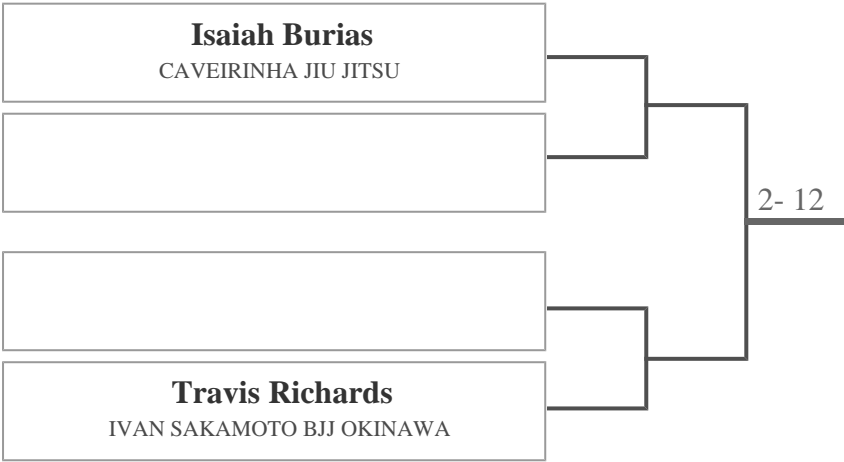 Isaiah Burias
CAVEIRINHA JIU JITSU
2- 12
Travis Richards
IVAN SAKAMOTO BJJ OKINAWA